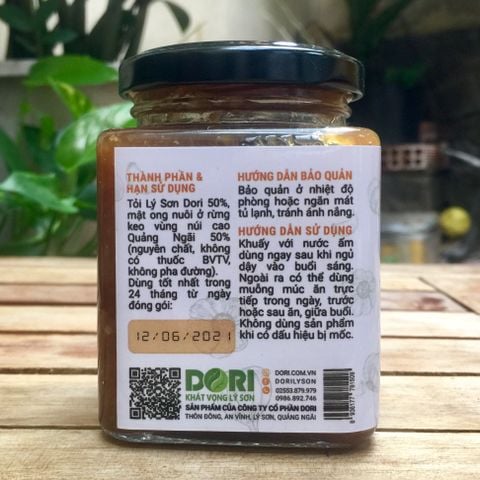 THÀNH PHẦN &
HẠN SỬ DỤNG
Tỏi Lý Sơn Dori 50%,
mật ong nuôi ở rừng
keo vùng núi cao
Quảng Ngãi 50%
(nguyên chất, không
có thuốc BVTV,
không pha đường).
Dùng tốt nhất trong
24 tháng từ ngày
đóng gói:
12/06/2021
HƯỚNG DẪN BẢO QUẢN
Bảo quản ở nhiệt độ
phòng hoặc ngăn mát
tủ lạnh, tránh ánh nắng.
HƯỚNG DẪN SỬ DỤNG
Khuấy với nước ấm
dùng ngay sau khi ngủ
dậy vào buổi sáng.
Ngoài ra có thể dùng
muỗng múc ăn trực
tiếp trong ngày, trước
hoặc sau ăn, giữa buổi.
Không dùng sản phẩm
khi có dấu hiệu bị mốc.
DORI
KHÁT VỌNG LÝ SƠN
DORI.COM.VN
DORILYSON
02553.879.979
0986.892.746
SẢN PHẨM CỦA CÔNG TY CỔ PHẦN DORI
THÔN ĐÔNG, AN VĨNH, LÝ SƠN, QUẢNG NGÃI